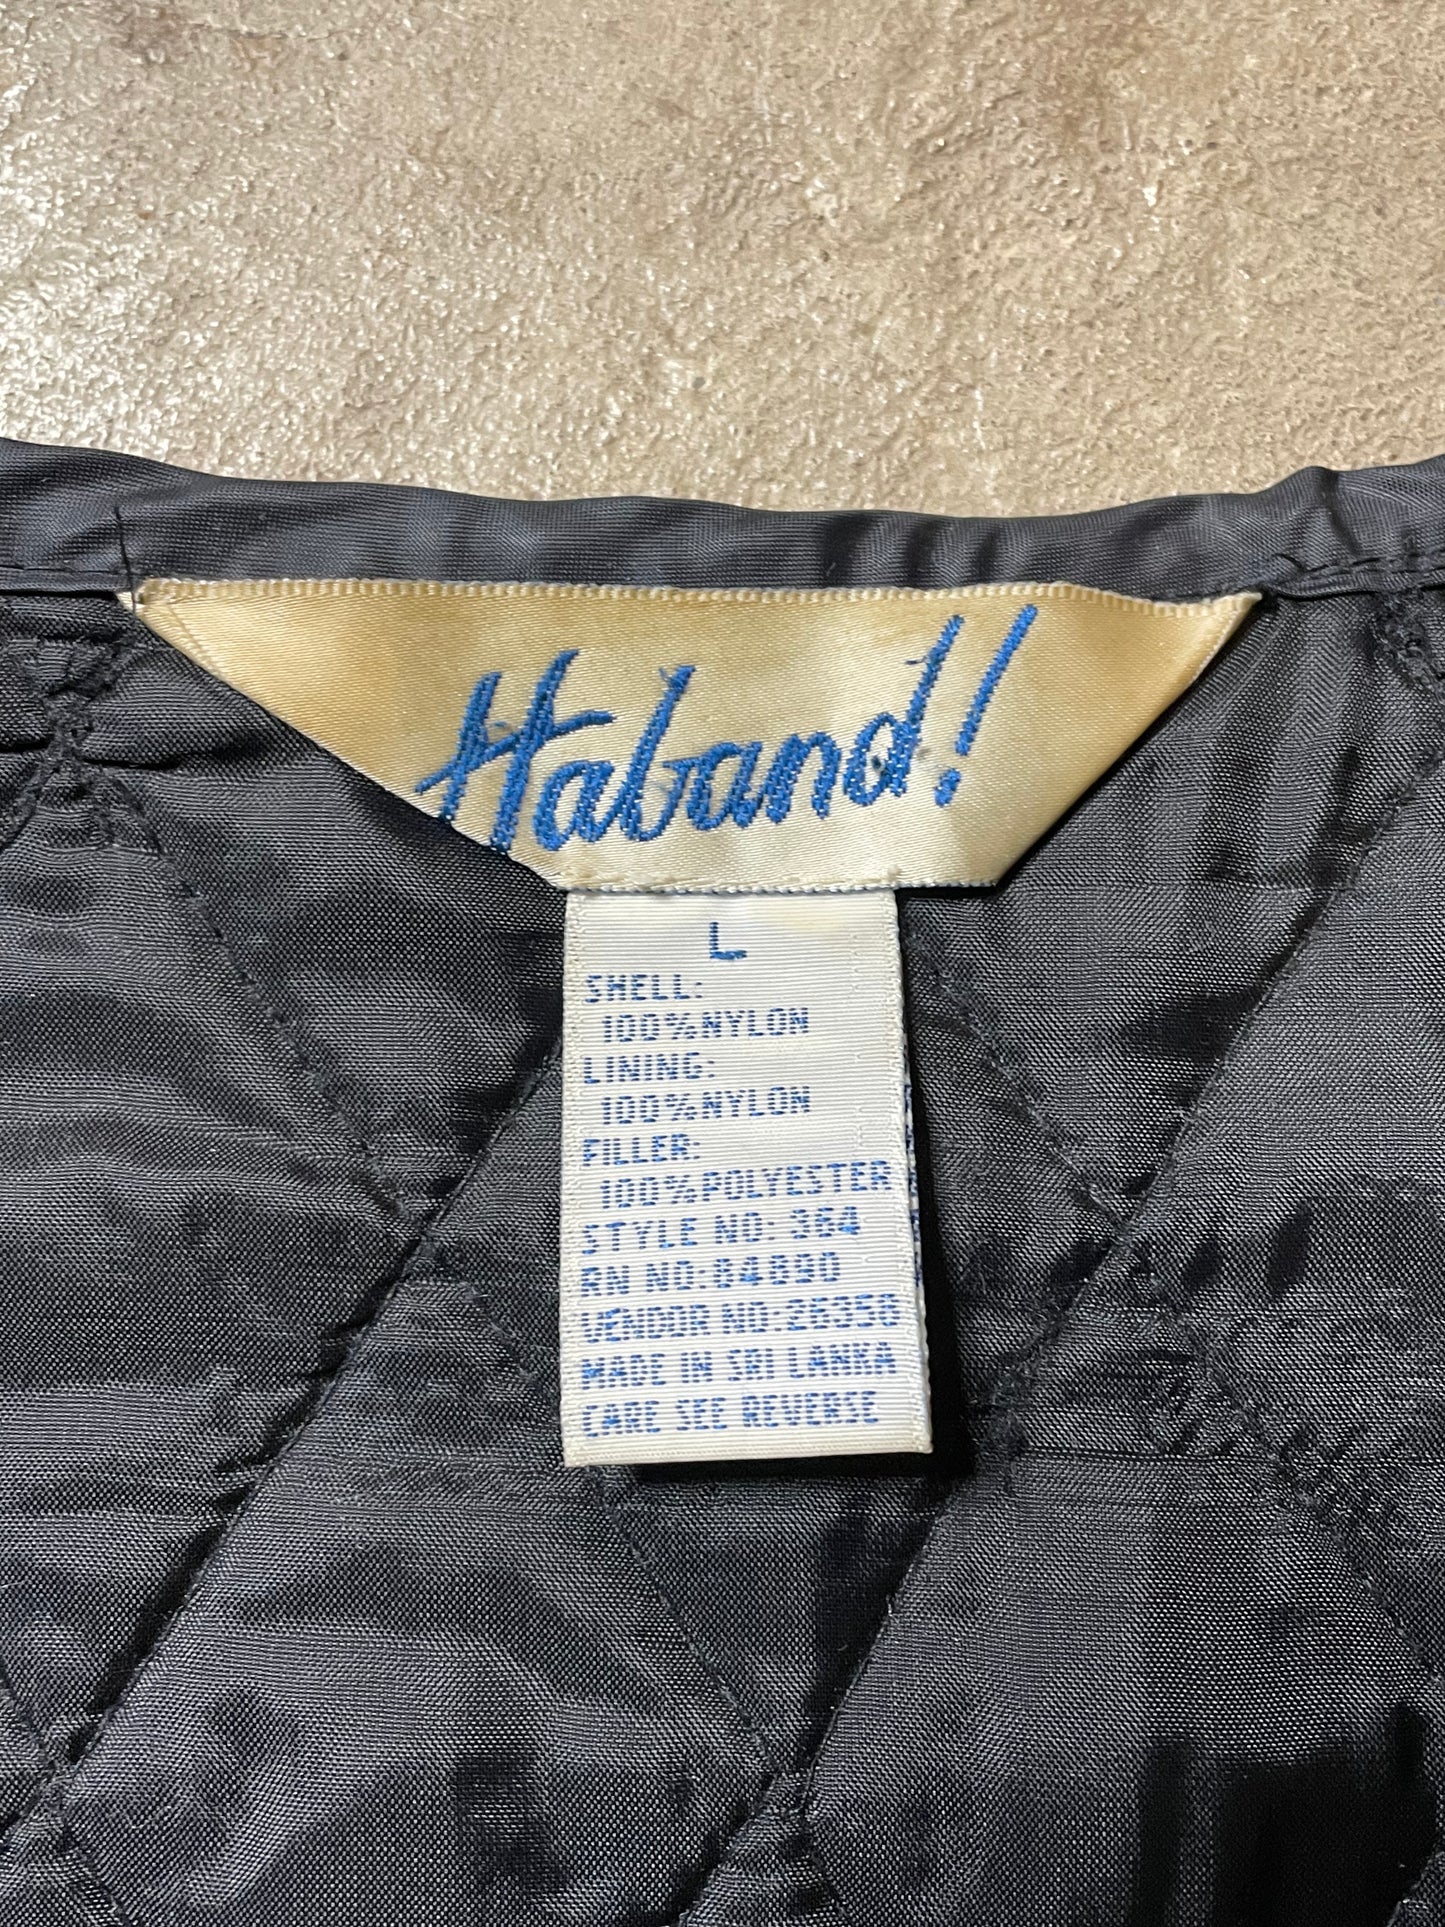 Haband!
L
SHELL:
100% NYLON
LINING:
100% NYLON
FILLER:
100% POLYESTER
STYLE NO: 364
RN NO: 84890
VENDOR NO: 26358
MADE IN SRI LANKA
CARE SEE REVERSE